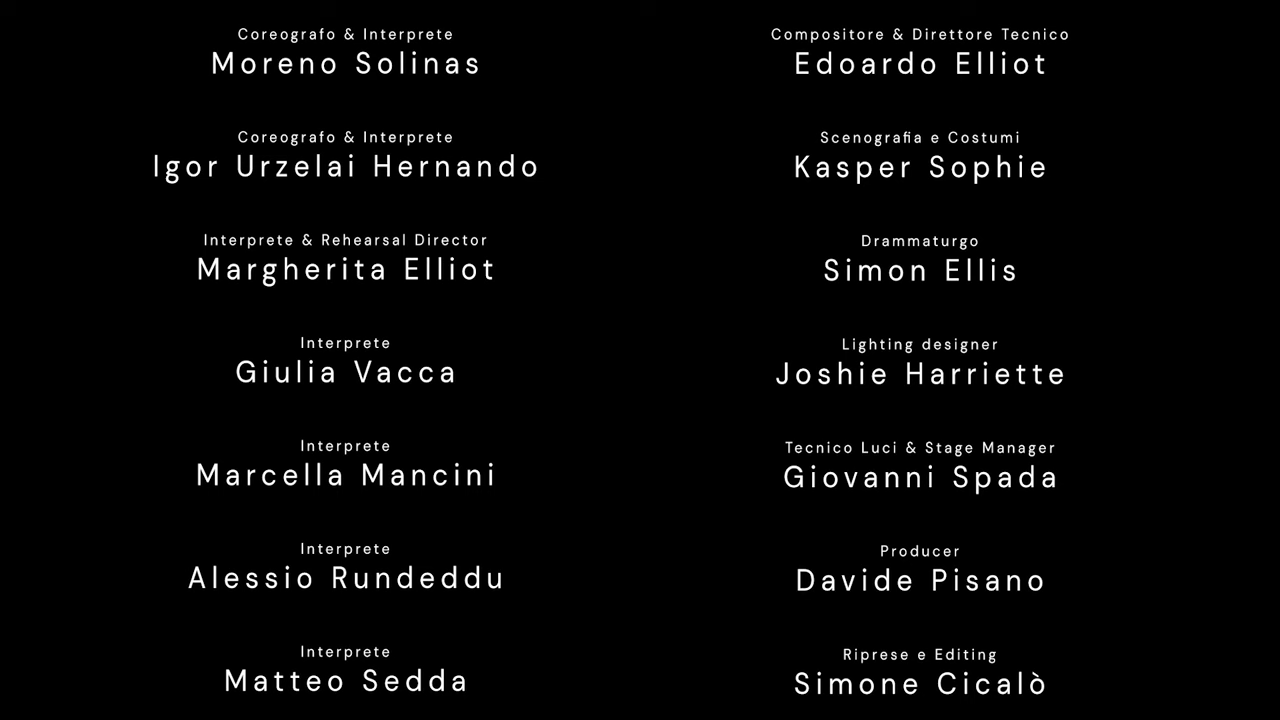 Coreografo & Interprete
Moreno Solinas
Coreografo & Interprete
Igor Urzelai Hernando
Interprete & Rehearsal Director
Margherita Elliot
Interprete
Giulia Vacca
Interprete
Marcella Mancini
Interprete
Alessio Rundeddu
Interprete
Matteo Sedda
Compositore & Direttore Tecnico
Edoardo Elliot
Scenografia e Costumi
Kasper Sophie
Drammaturgo
Simon Ellis
Lighting designer
Joshie Harriette
Tecnico Luci & Stage Manager
Giovanni Spada
Producer
Davide Pisano
Riprese e Editing
Simone Cicalò